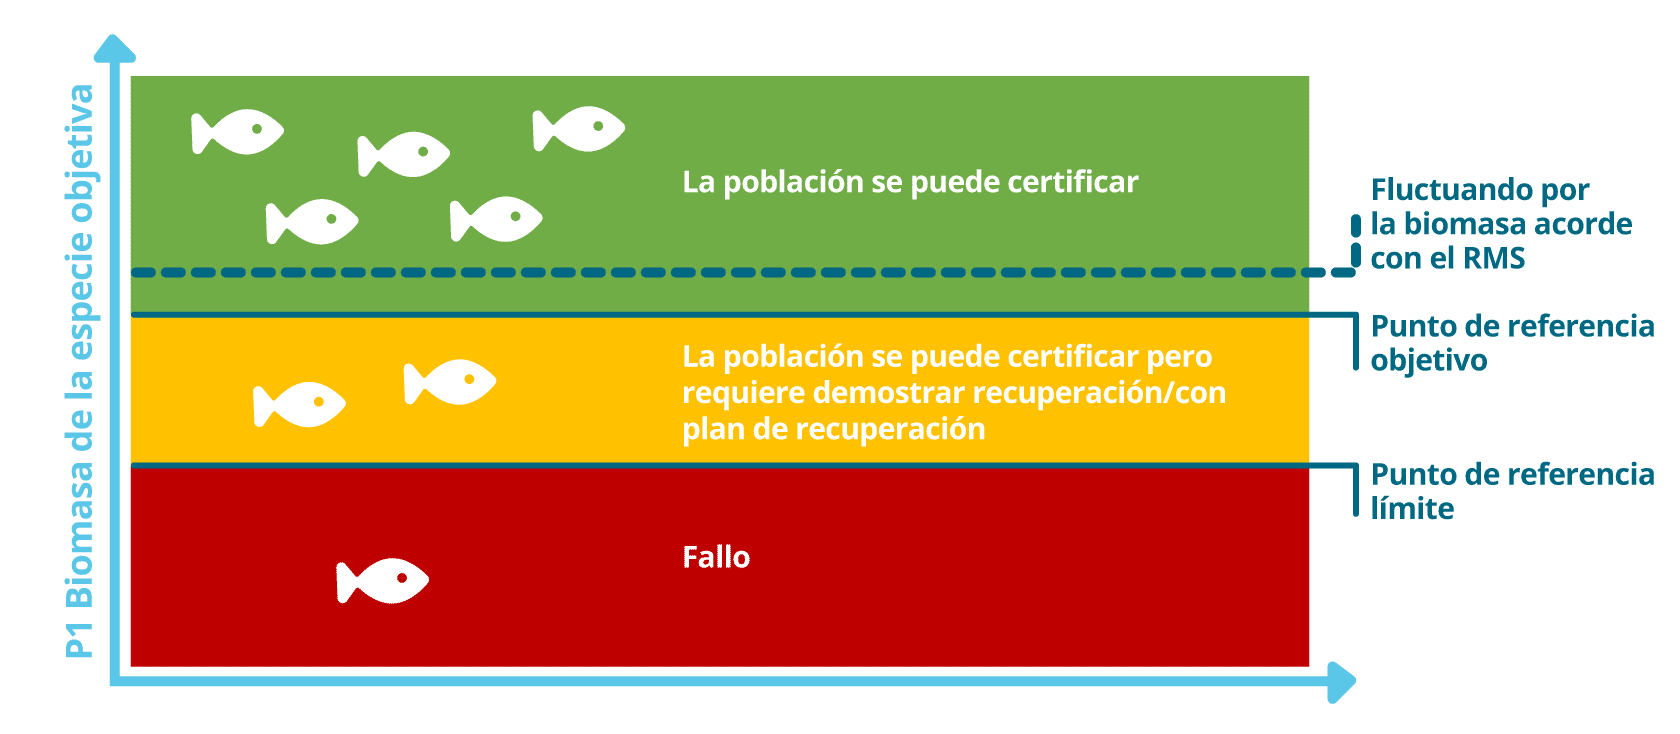 P1 Biomasa de la especie objetiva
La población se puede certificar
Fluctuando por
la biomasa acorde
con el RMS
Punto de referencia
objetivo
La población se puede certificar pero
requiere demostrar recuperación/con
plan de recuperación
Punto de referencia
límite
Fallo